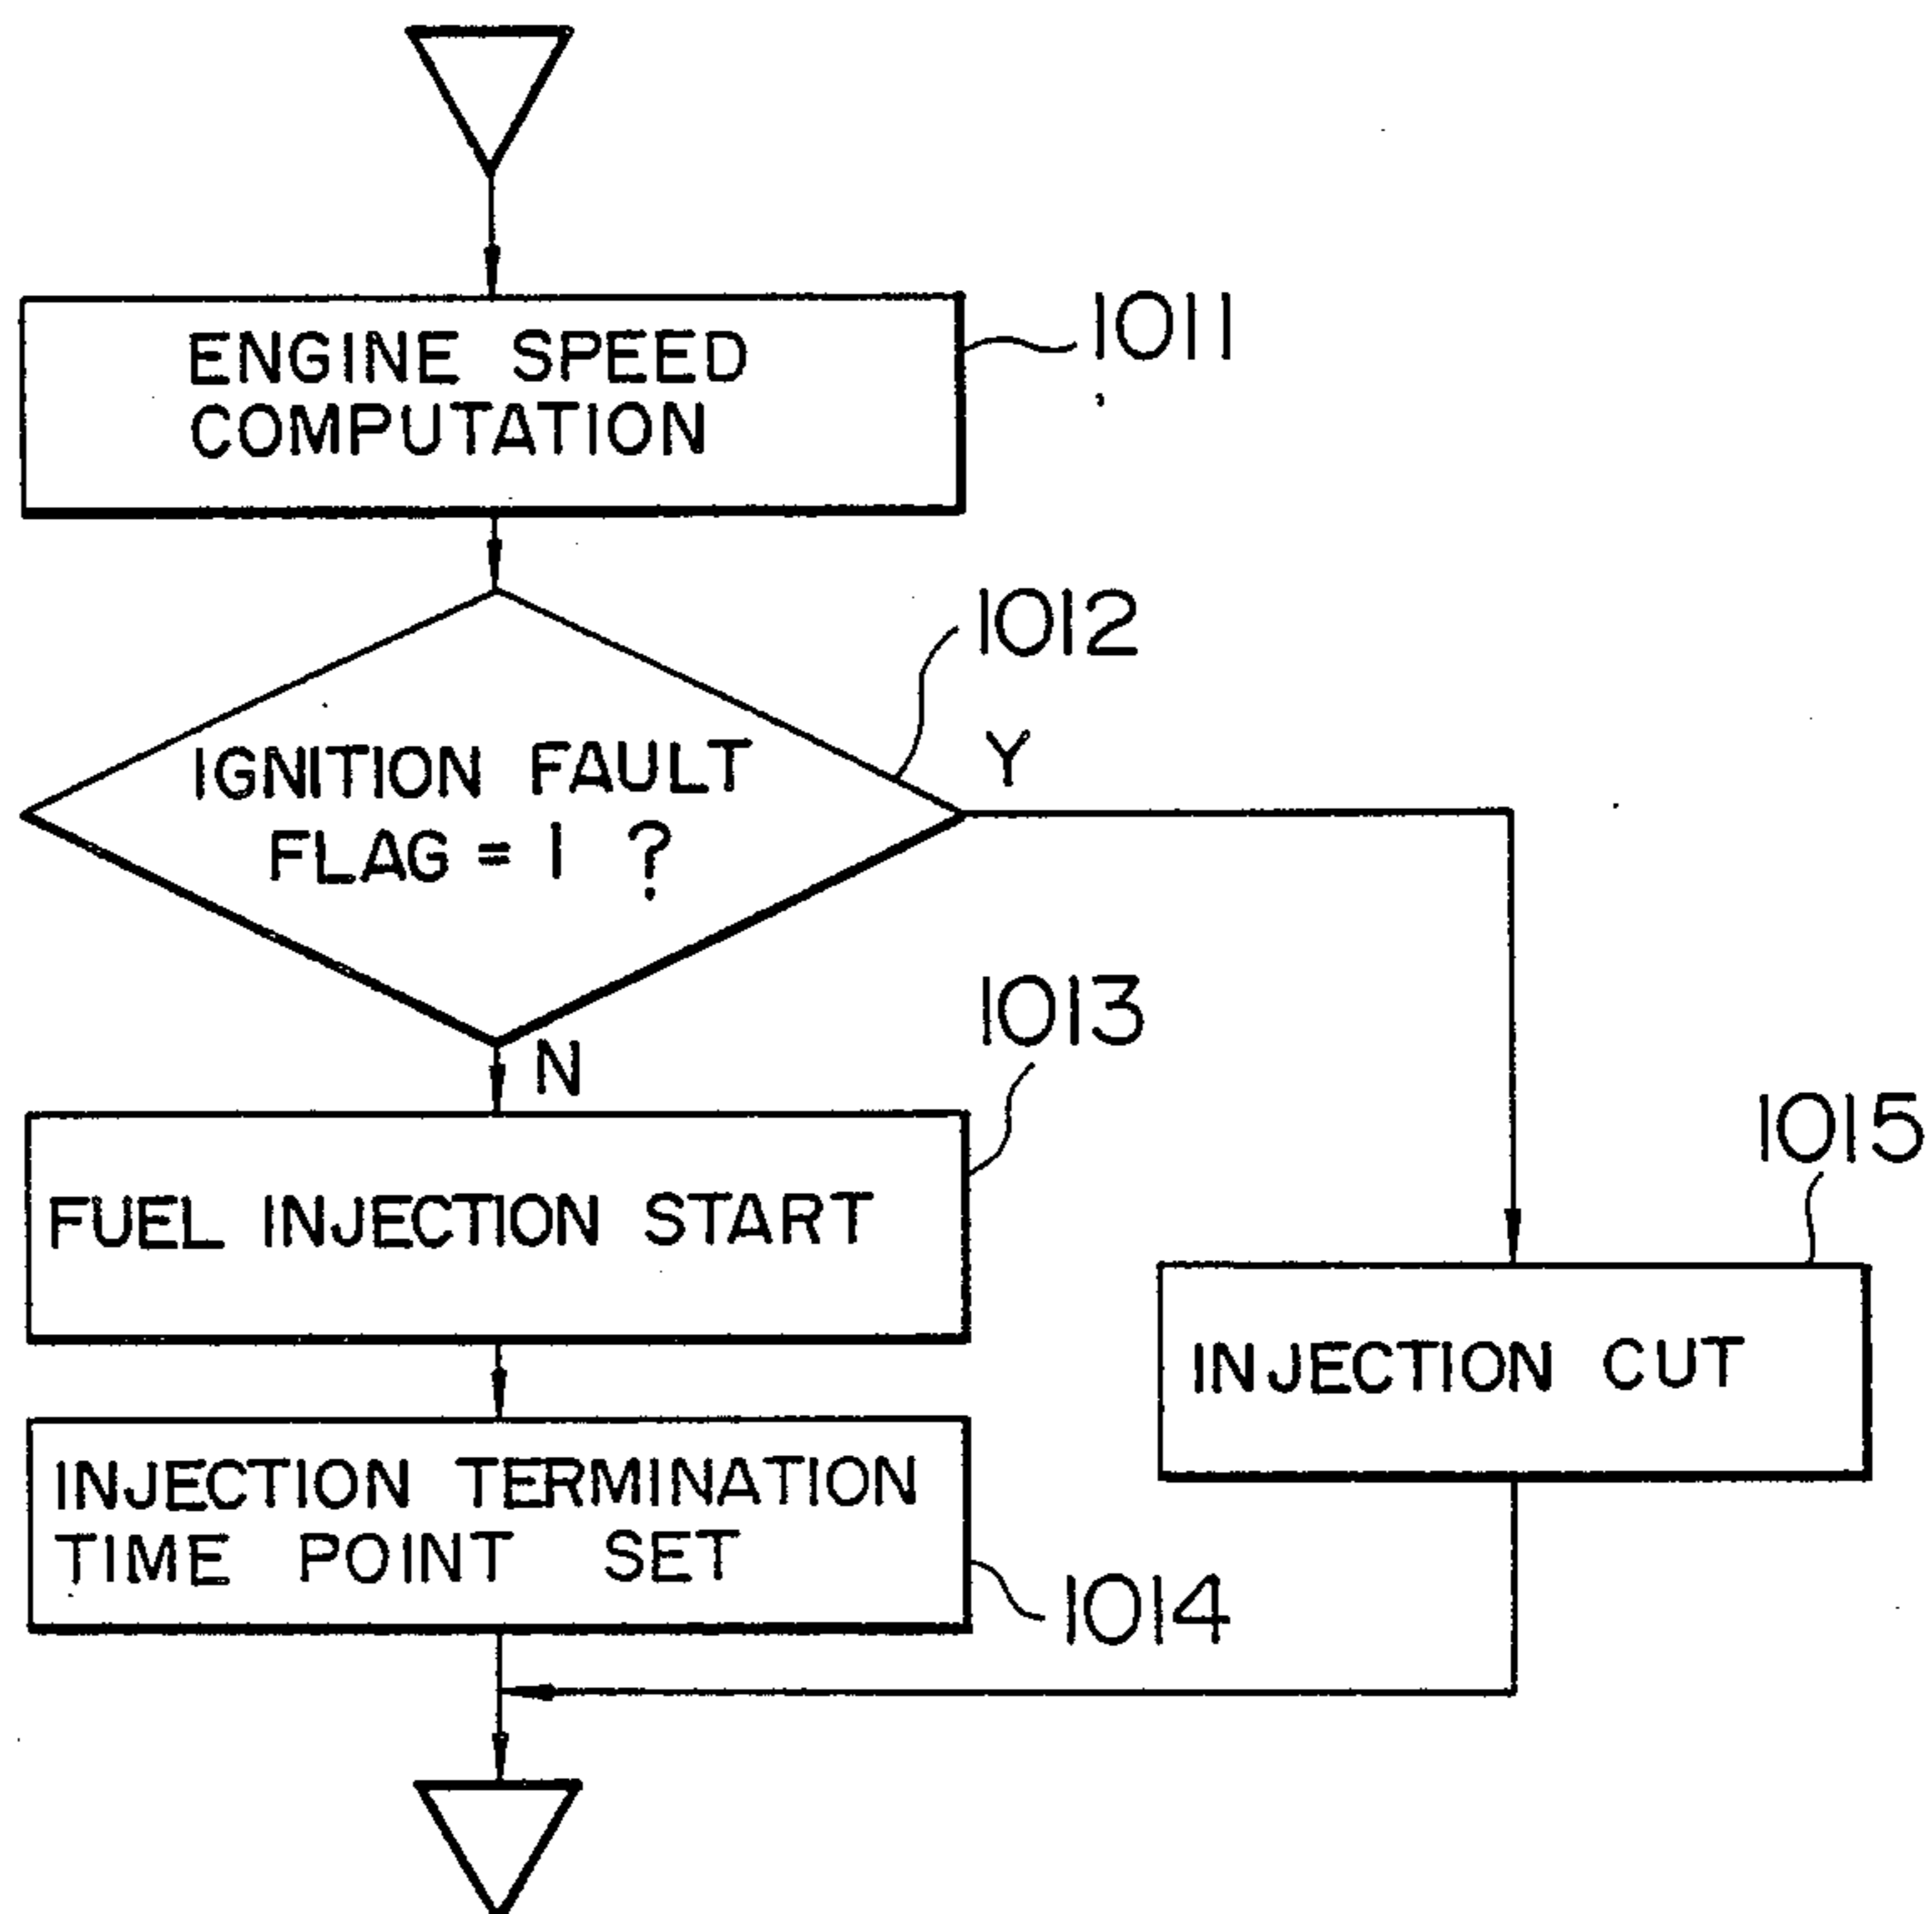 ENGINE SPEED
COMPUTATION
1011
1012
IGNITION FAULT
FLAG = 1 ?
Y
N
1013
FUEL INJECTION START
1015
INJECTION CUT
INJECTION TERMINATION
TIME POINT SET
1014